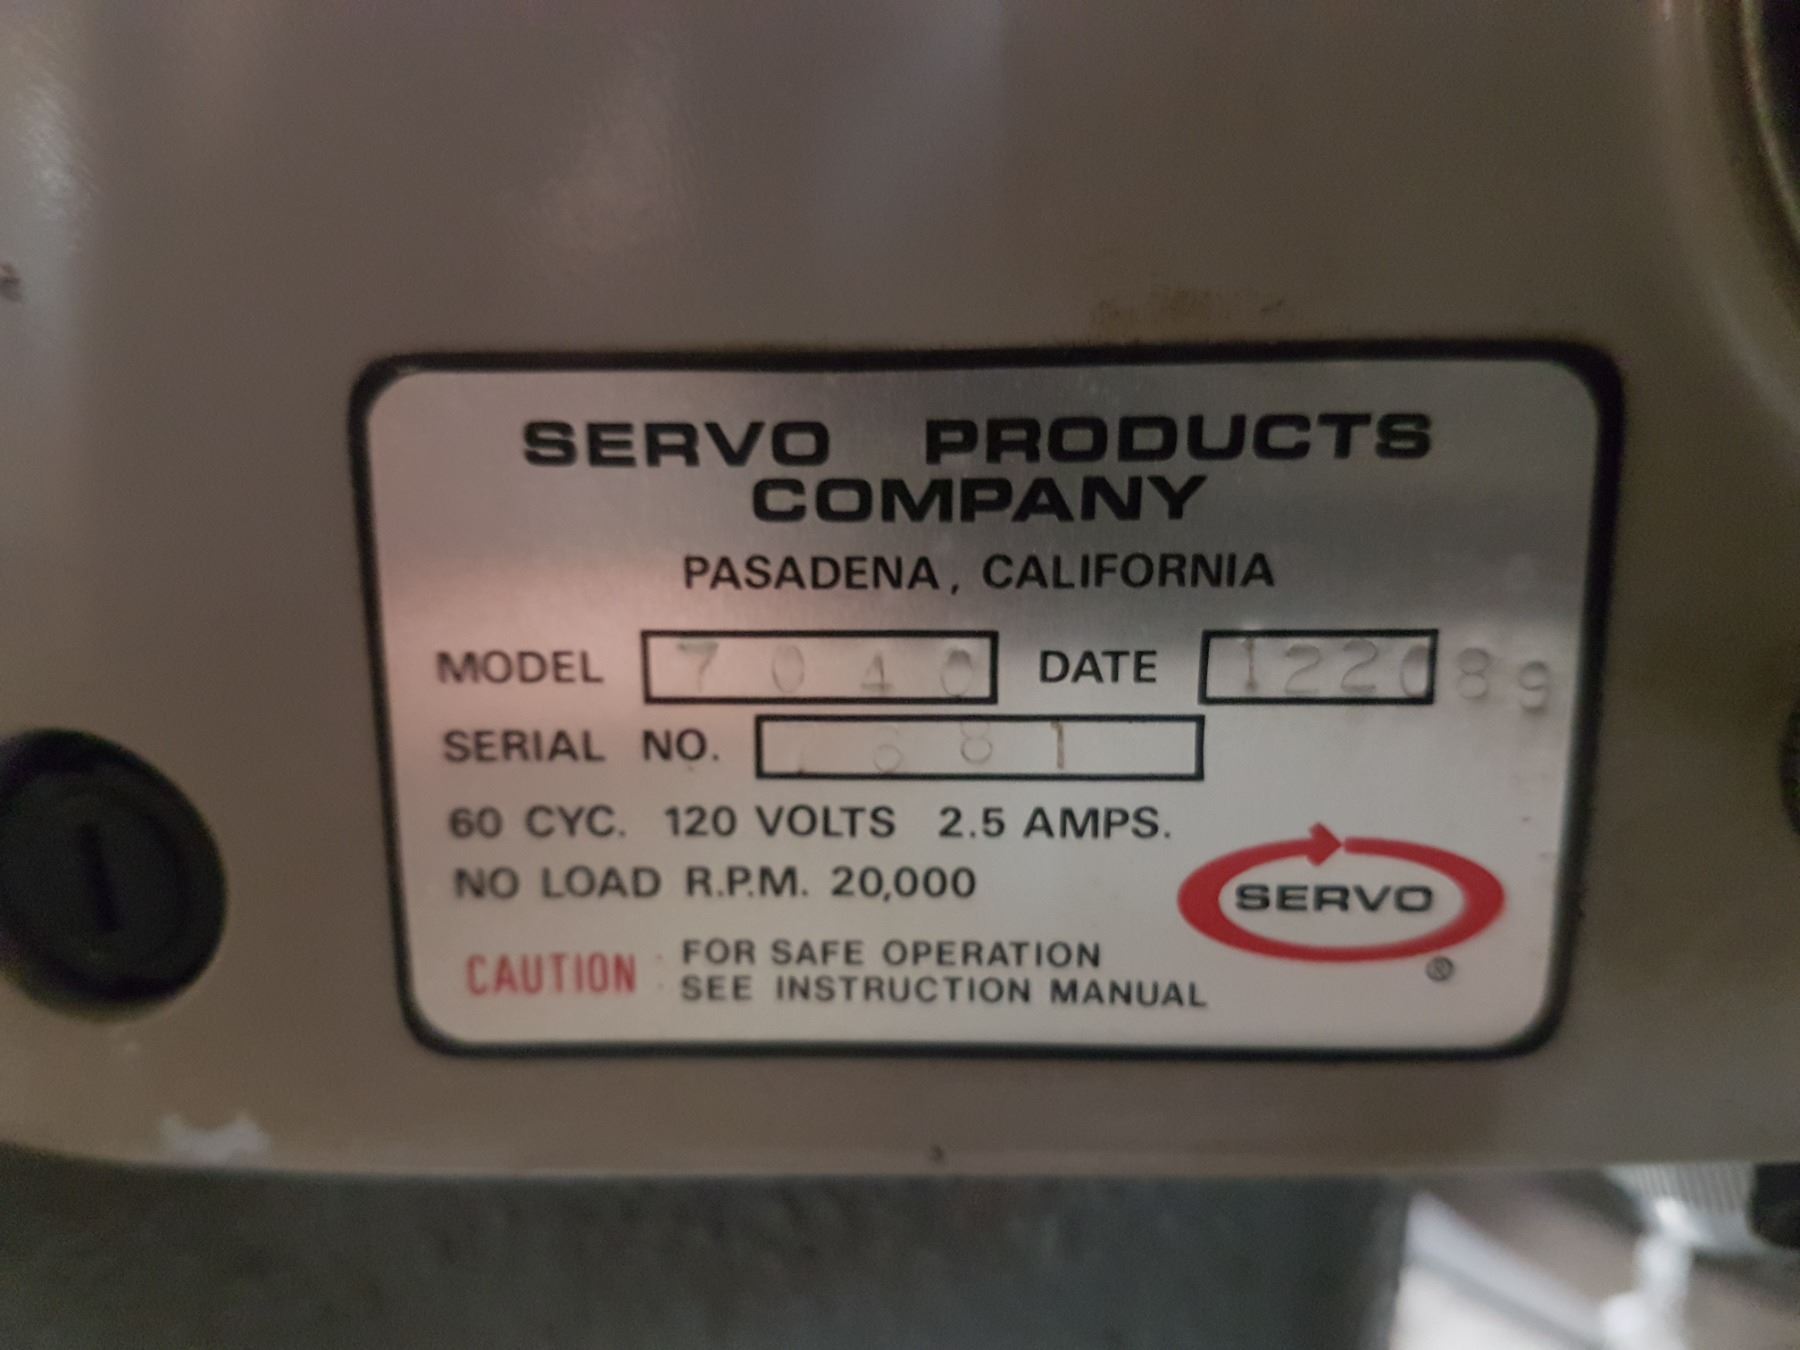 SERVO PRODUCTS
COMPANY
PASADENA, CALIFORNIA
MODEL 7040 DATE 122089
SERIAL NO.
60 CYC. 120 VOLTS 2.5 AMPS.
NO LOAD R.P.M. 20,000
SERVO
®
CAUTION FOR SAFE OPERATION
SEE INSTRUCTION MANUAL